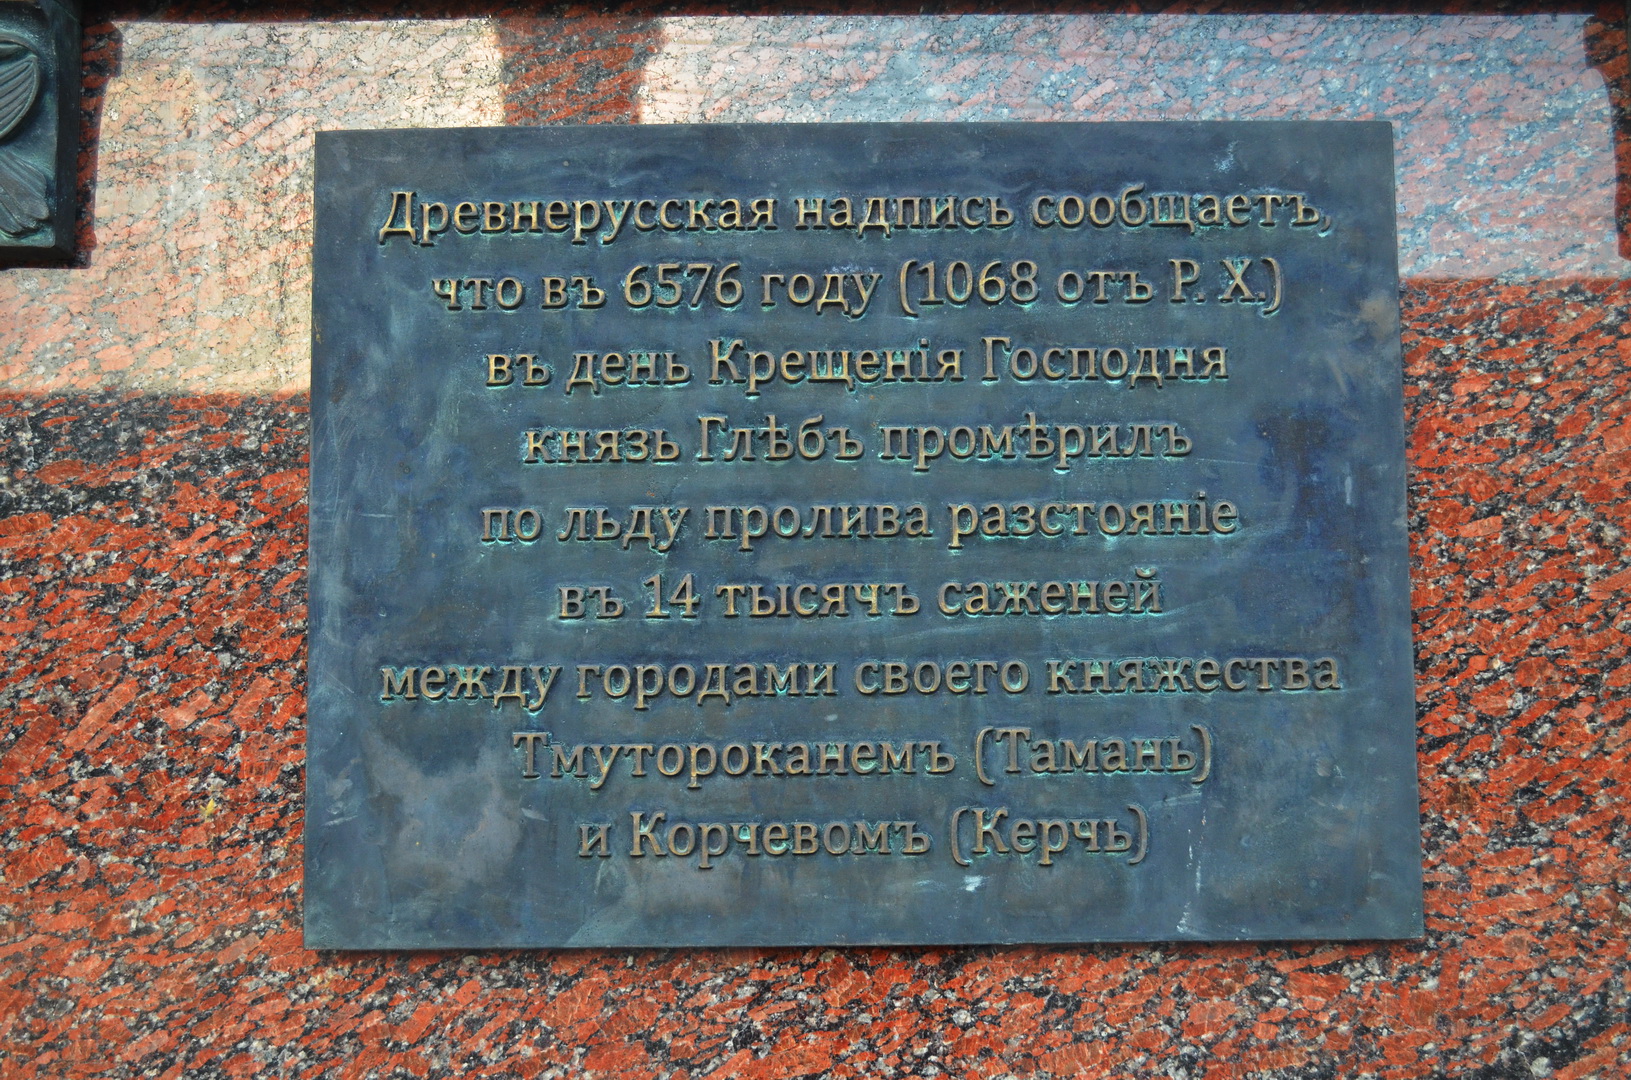 Древнерусская надпись сообщаетъ,
что въ 6576 году (1068 отъ Р. Х.)
въ день Крещенія Господня
князь Глѣбъ промѣрилъ
по льду пролива разстояніе
въ 14 тысячъ саженей
между городами своего княжества
Тмутороканемъ (Тамань)
и Корчевомъ (Керчь)